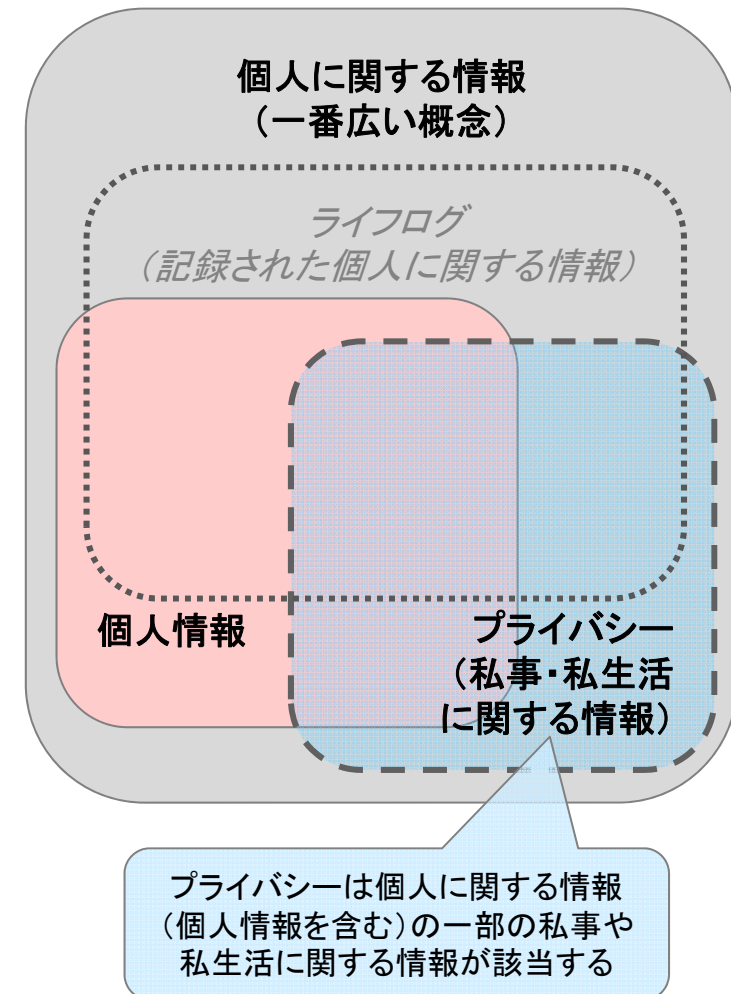 個人に関する情報
（一番広い概念）
ライフログ
（記録された個人に関する情報）
個人情報
プライバシー
（私事・私生活
に関する情報）
プライバシーは個人に関する情報
（個人情報を含む）の一部の私事や
私生活に関する情報が該当する